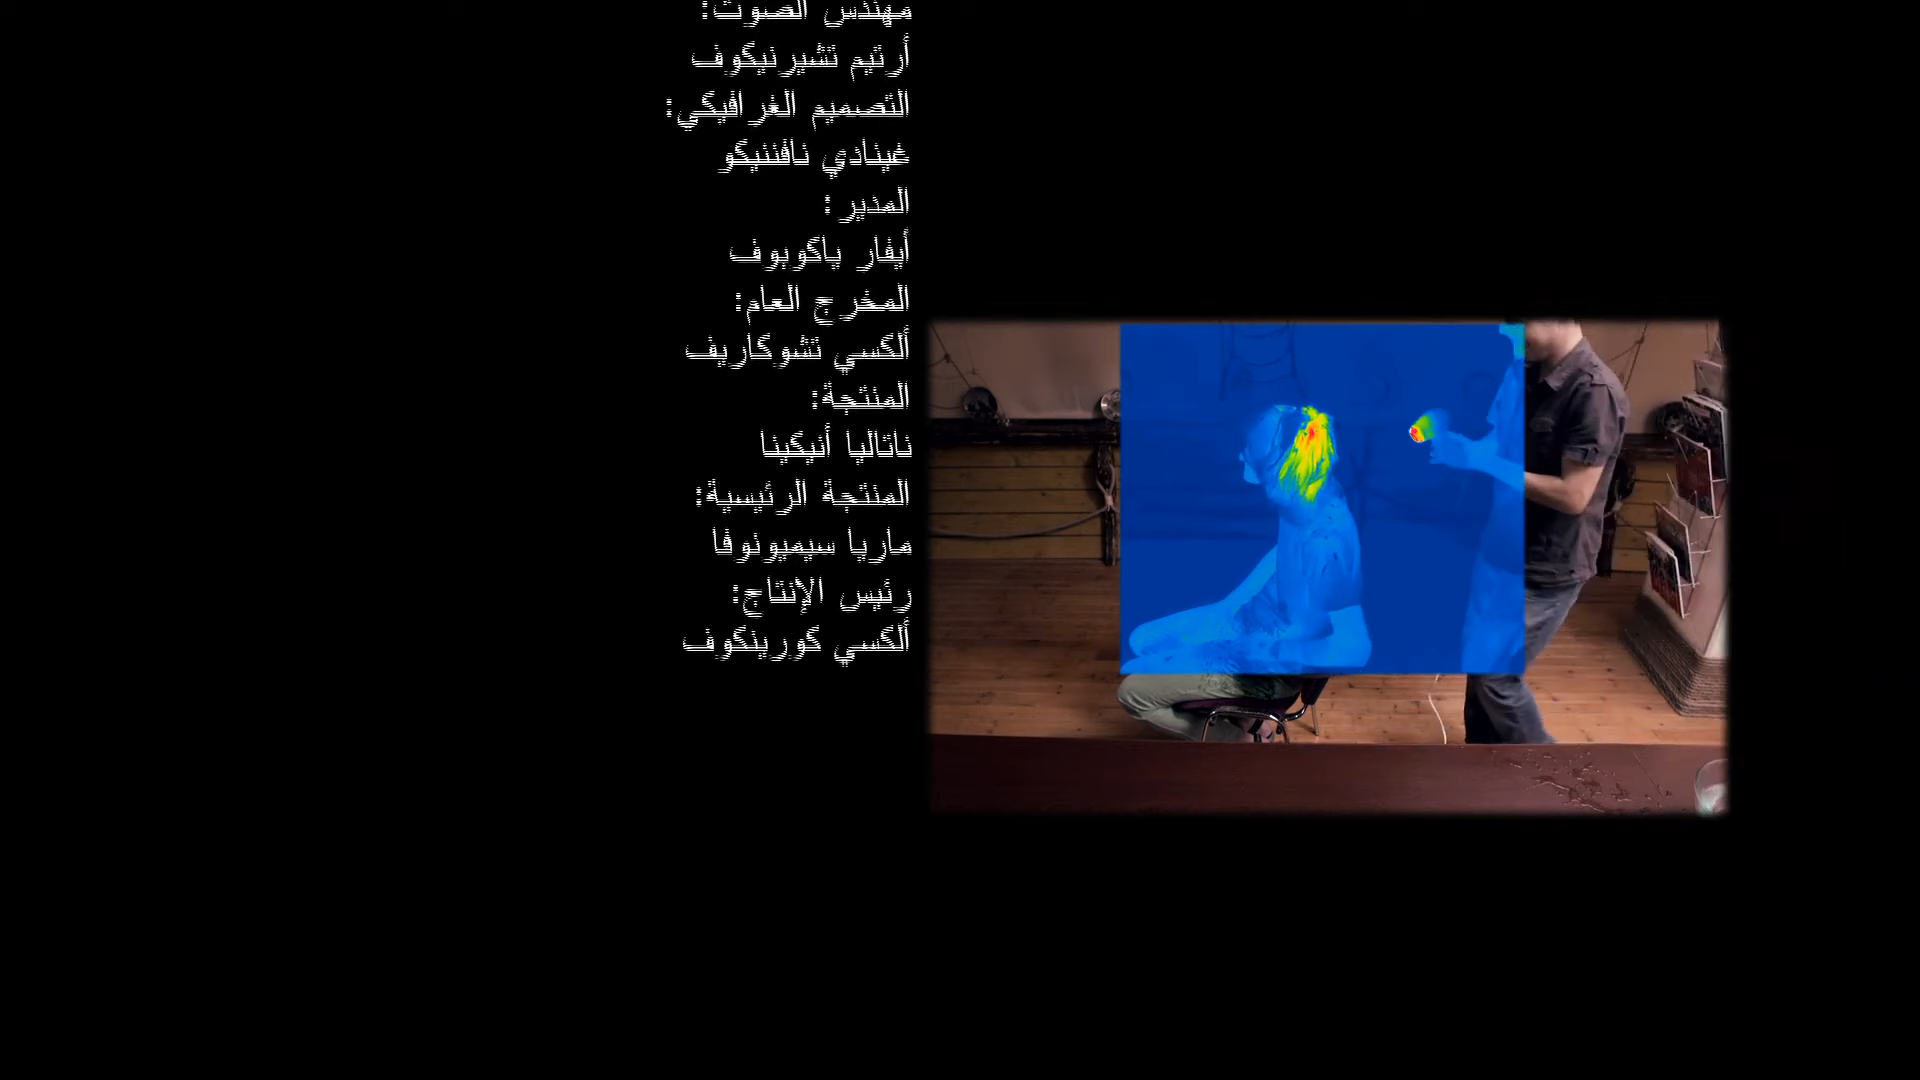 مهندس الصوت:
أرتيم تشيرنيكوف
التصميم الغرافيكي:
غينادي نافننيكو
المدير:
أيفار ياكوبوف
المخرج العام:
ألكسي تشوكاريف
المنتجة:
ناتاليا أنيكينا
المنتجة الرئيسية:
ماريا سيميونوفا
رئيس الإنتاج:
ألكسي كورينكوف